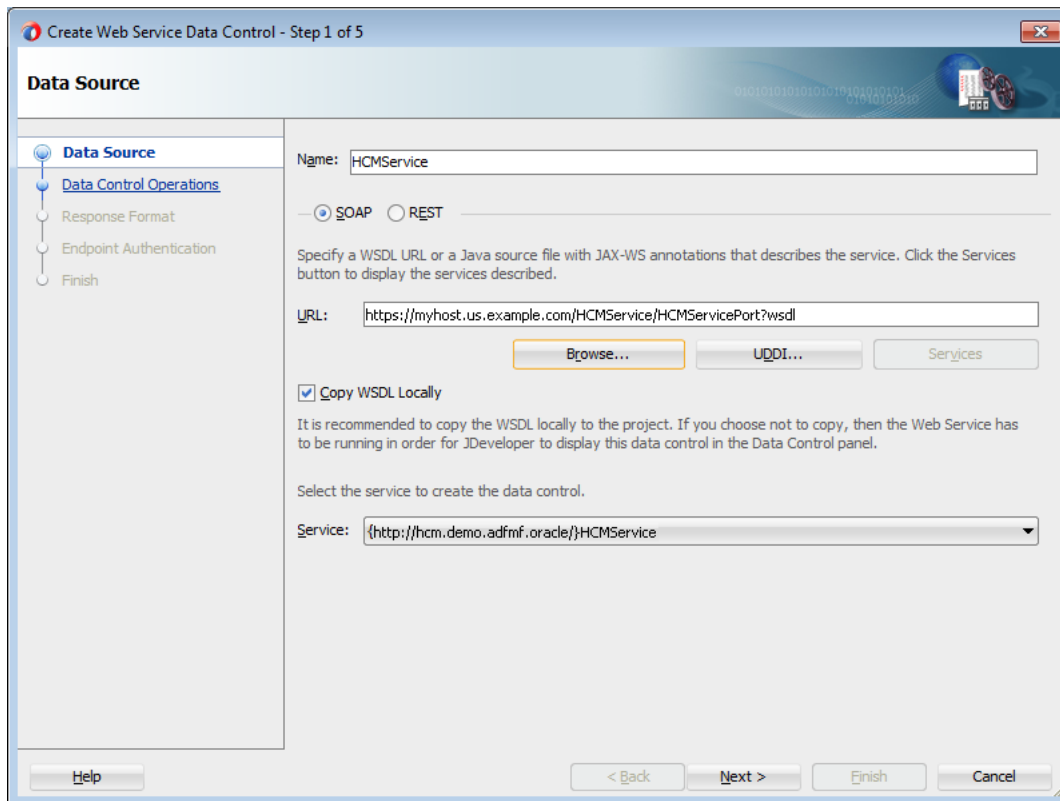 Create Web Service Data Control - Step 1 of 5
Data Source
Data Source
Data Control Operations
Response Format
Endpoint Authentication
Finish
Name: HCMService
SOAP REST
Specify a WSDL URL or a Java source file with JAX-WS annotations that describes the service. Click the Services
button to display the services described.
URL: https://myhost.us.example.com/HCMService/HCMServicePort?wsdl
Browse... UDDI... Services
Copy WSDL Locally
It is recommended to copy the WSDL locally to the project. If you choose not to copy, then the Web Service has
to be running in order for JDeveloper to display this data control in the Data Control panel.
Select the service to create the data control.
Service: {http://hcm.demo.adfmf.oracle/}HCMService
Help < Back Next > Finish Cancel